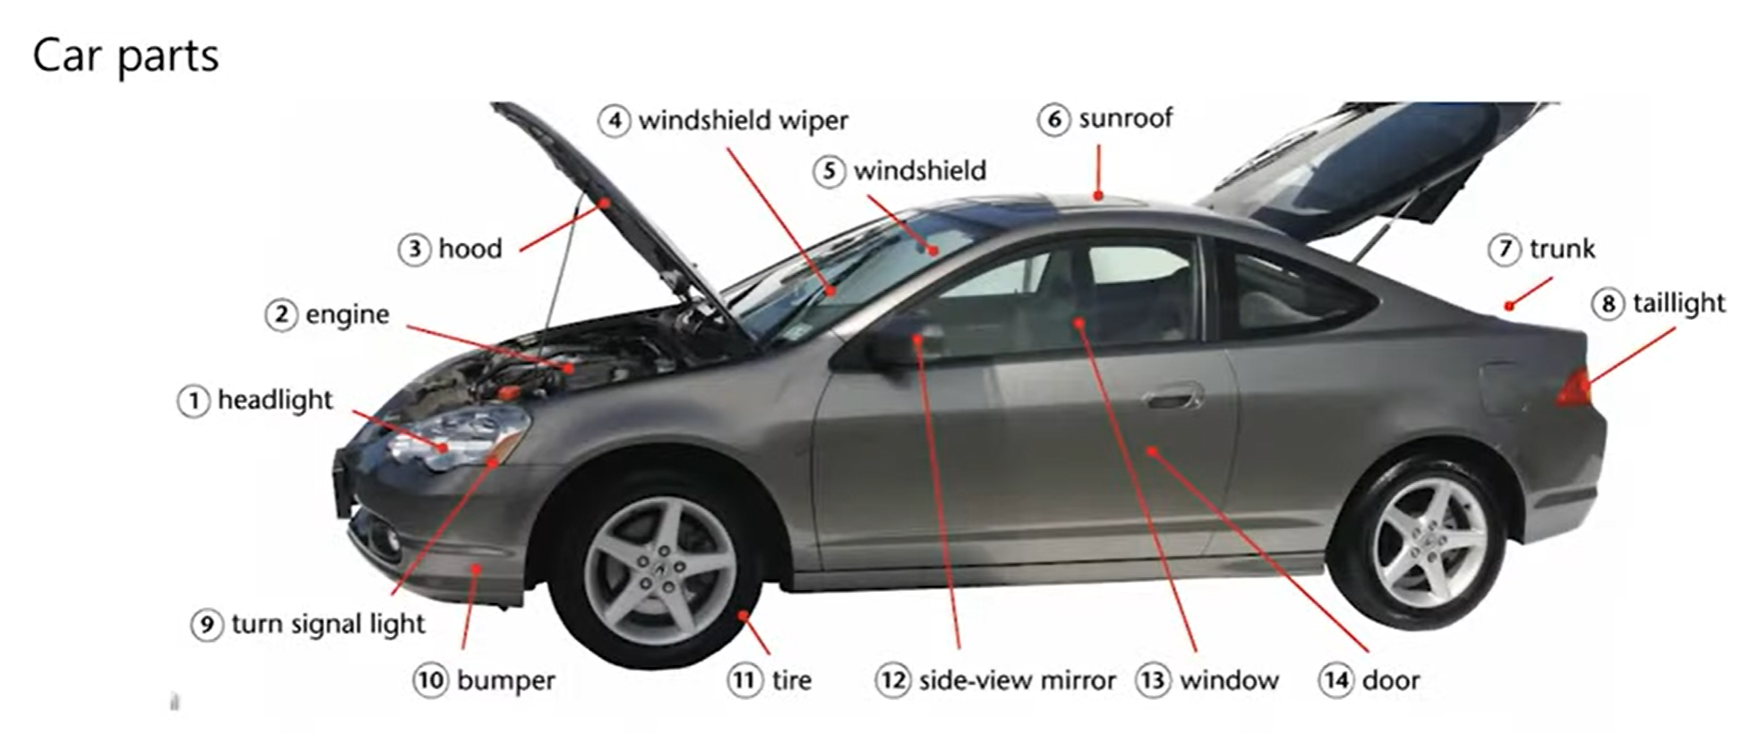 Car parts
④ windshield wiper
⑥ sunroof
⑤ windshield
③ hood
⑦ trunk
② engine
⑧ taillight
① headlight
⑨ turn signal light
⑩ bumper
⑪ tire
⑫ side-view mirror
⑬ window
⑭ door